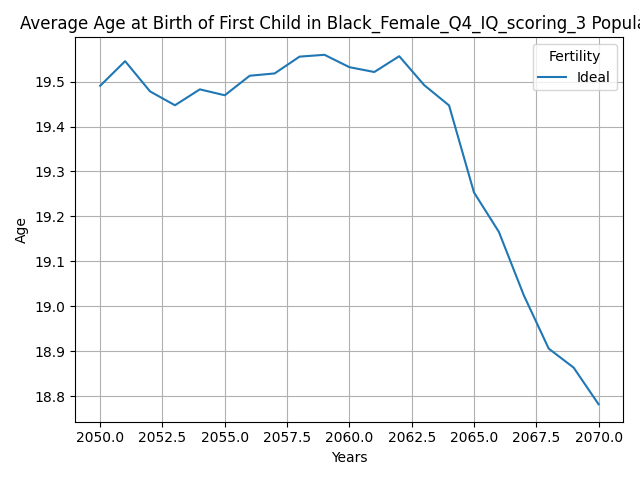 Average Age at Birth of First Child in Black_Female_Q4_IQ_scoring_3 Popula
Fertility
Ideal
19.5
19.4
19.3
19.2
19.1
19.0
18.9
18.8
Age
2050.0 2052.5 2055.0 2057.5 2060.0 2062.5 2065.0 2067.5 2070.0
Years